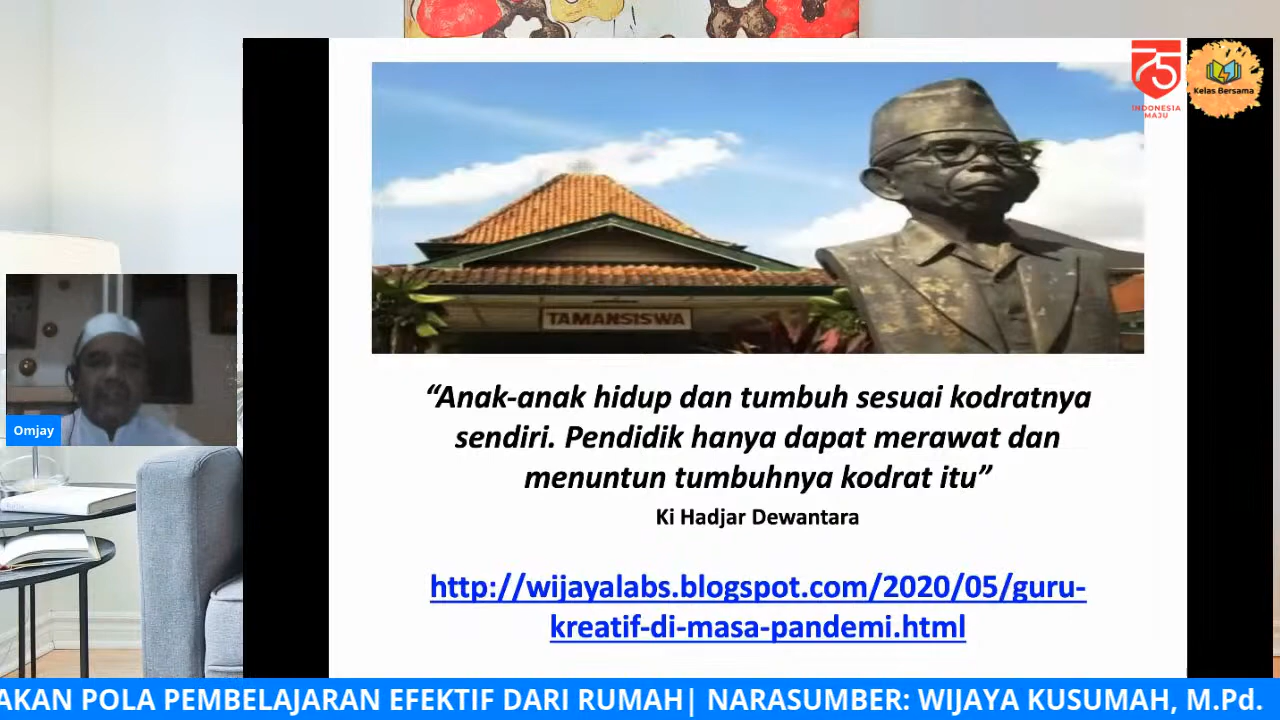 75
INDONESIA
MAJU
Kelas Bersama
TAMANSISWA
Omjay
“Anak-anak hidup dan tumbuh sesuai kodratnya
sendiri. Pendidik hanya dapat merawat dan
menuntun tumbuhnya kodrat itu”
Ki Hadjar Dewantara
http://wijayalabs.blogspot.com/2020/05/guru-
kreatif-di-masa-pandemi.html
AKAN POLA PEMBELAJARAN EFEKTIF DARI RUMAH| NARASUMBER: WIJAYA KUSUMAH, M.Pd.